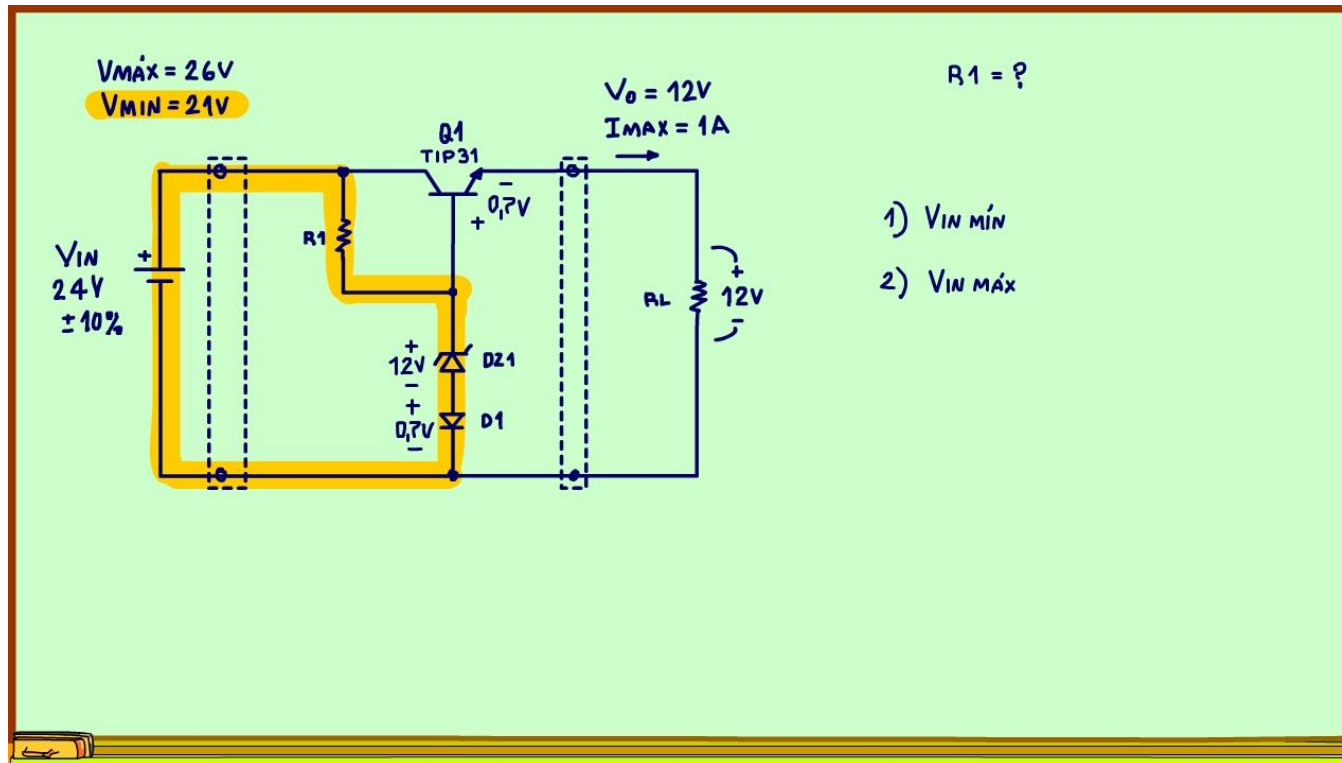 VMÁX = 26V
VMIN = 21V
R1 = ?
Vo = 12V
IMAX = 1A
Q1
TIP31
-
0,7V
+
R1
1) VIN MÍN
2) VIN MÁX
VIN
24V
±10%
+
RL
+
12V
-
+
12V
-
DZ1
+
0,7V
-
D1